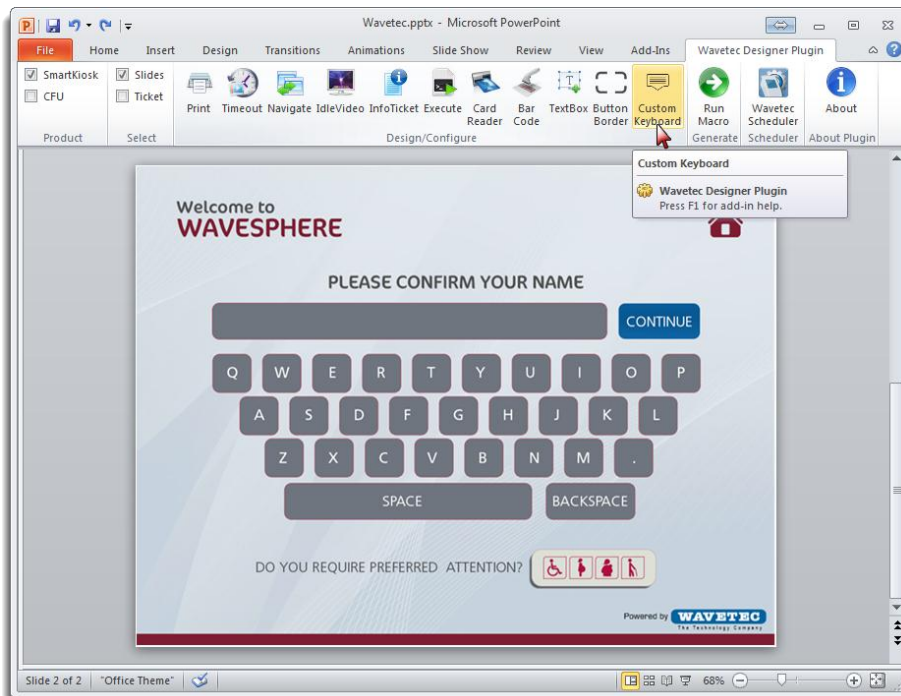 Wavetec.pptx - Microsoft PowerPoint
File Home Insert Design Transitions Animations Slide Show Review View Add-Ins Wavetec Designer Plugin
SmartKiosk
CFU
Product
Slides
Ticket
Select
Print Timeout Navigate IdleVideo InfoTicket Execute Card Reader Bar Code TextBox Button Border Custom Keyboard
Design/Configure
Run Macro
Generate
Wavetec Scheduler
Scheduler
About
About Plugin
Custom Keyboard
Wavetec Designer Plugin
Press F1 for add-in help.
Welcome to
WAVESPHERE
PLEASE CONFIRM YOUR NAME
CONTINUE
Q W E R T Y U I O P
A S D F G H J K L
Z X C V B N M .
SPACE BACKSPACE
DO YOU REQUIRE PREFERRED ATTENTION?
Powered by WAVETEC
The Technology Company
Slide 2 of 2 "Office Theme" 68%